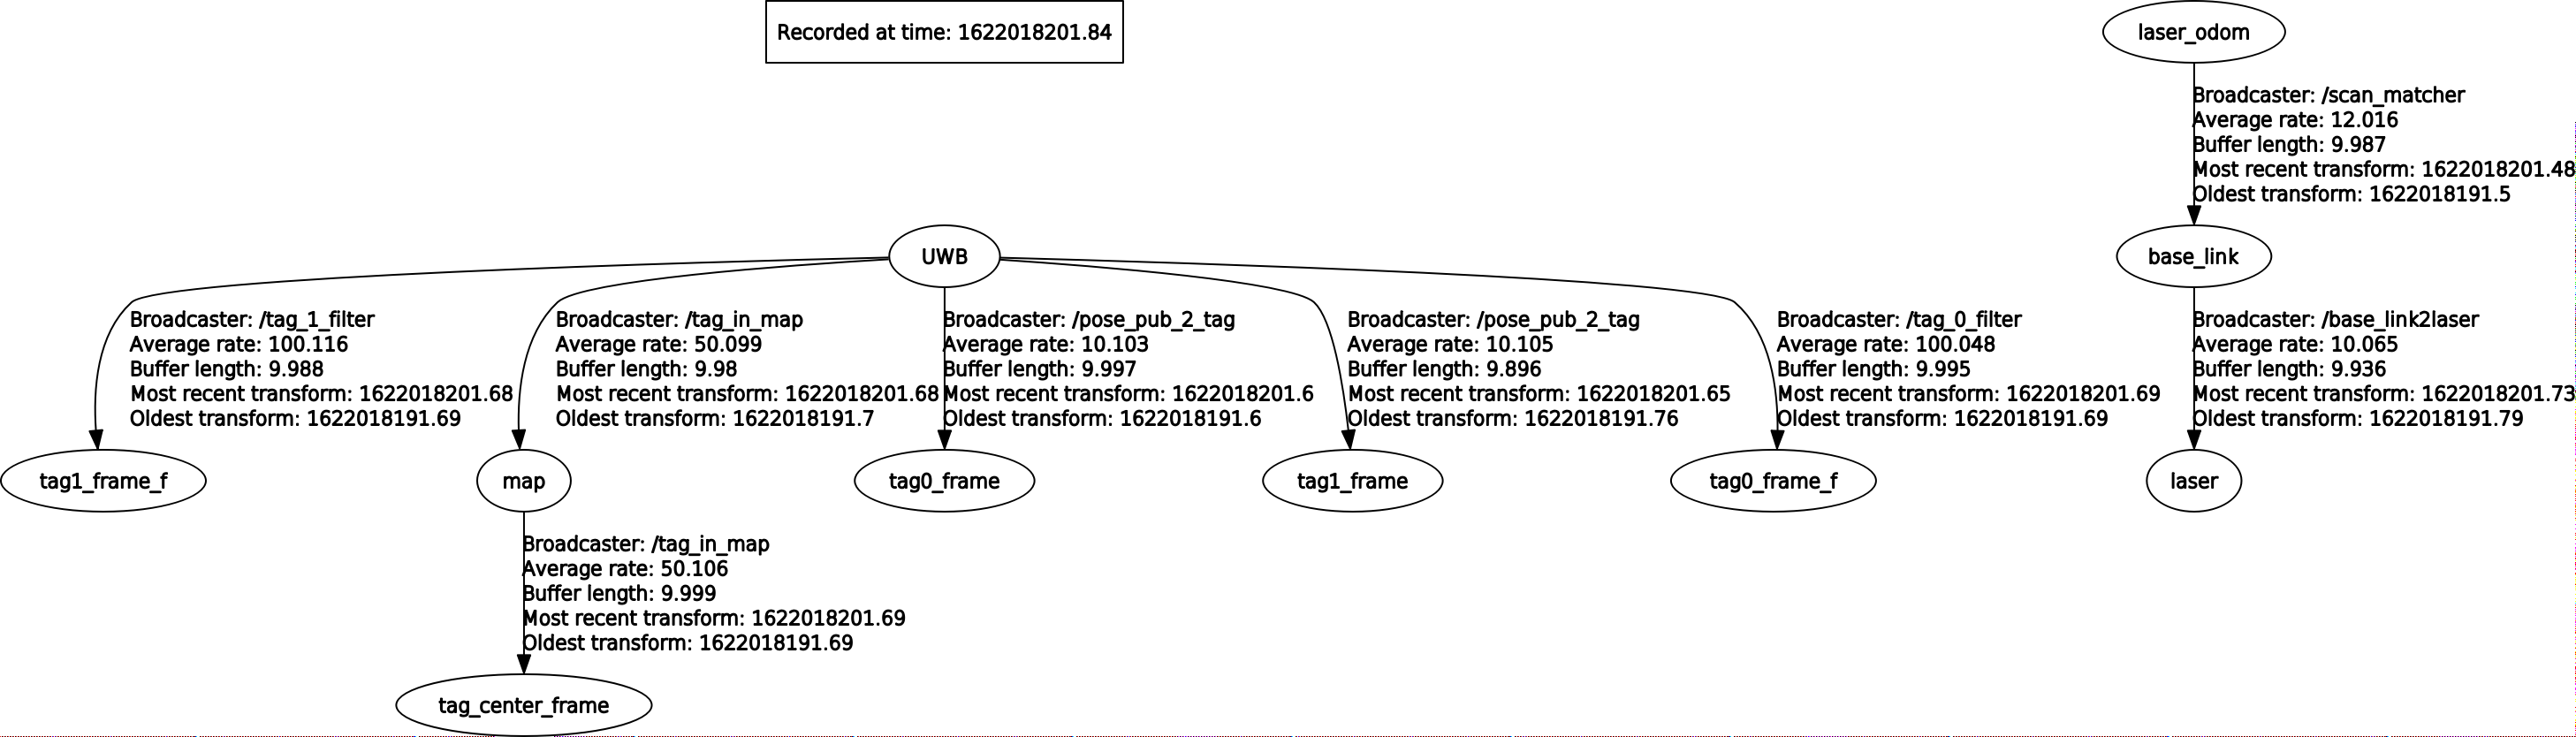 Recorded at time: 1622018201.84
laser_odom
Broadcaster: /scan_matcher
Average rate: 12.016
Buffer length: 9.987
Most recent transform: 1622018201.48
Oldest transform: 1622018191.5
UWB
base_link
Broadcaster: /tag_1_filter
Average rate: 100.116
Buffer length: 9.988
Most recent transform: 1622018201.68
Oldest transform: 1622018191.69
Broadcaster: /tag_in_map
Average rate: 50.099
Buffer length: 9.98
Most recent transform: 1622018201.68
Oldest transform: 1622018191.7
Broadcaster: /pose_pub_2_tag
Average rate: 10.103
Buffer length: 9.997
Most recent transform: 1622018201.6
Oldest transform: 1622018191.6
Broadcaster: /pose_pub_2_tag
Average rate: 10.105
Buffer length: 9.896
Most recent transform: 1622018201.65
Oldest transform: 1622018191.76
Broadcaster: /tag_0_filter
Average rate: 100.048
Buffer length: 9.995
Most recent transform: 1622018201.69
Oldest transform: 1622018191.69
Broadcaster: /base_link2laser
Average rate: 10.065
Buffer length: 9.936
Most recent transform: 1622018201.73
Oldest transform: 1622018191.79
tag1_frame_f
map
tag0_frame
tag1_frame
tag0_frame_f
laser
Broadcaster: /tag_in_map
Average rate: 50.106
Buffer length: 9.999
Most recent transform: 1622018201.69
Oldest transform: 1622018191.69
tag_center_frame